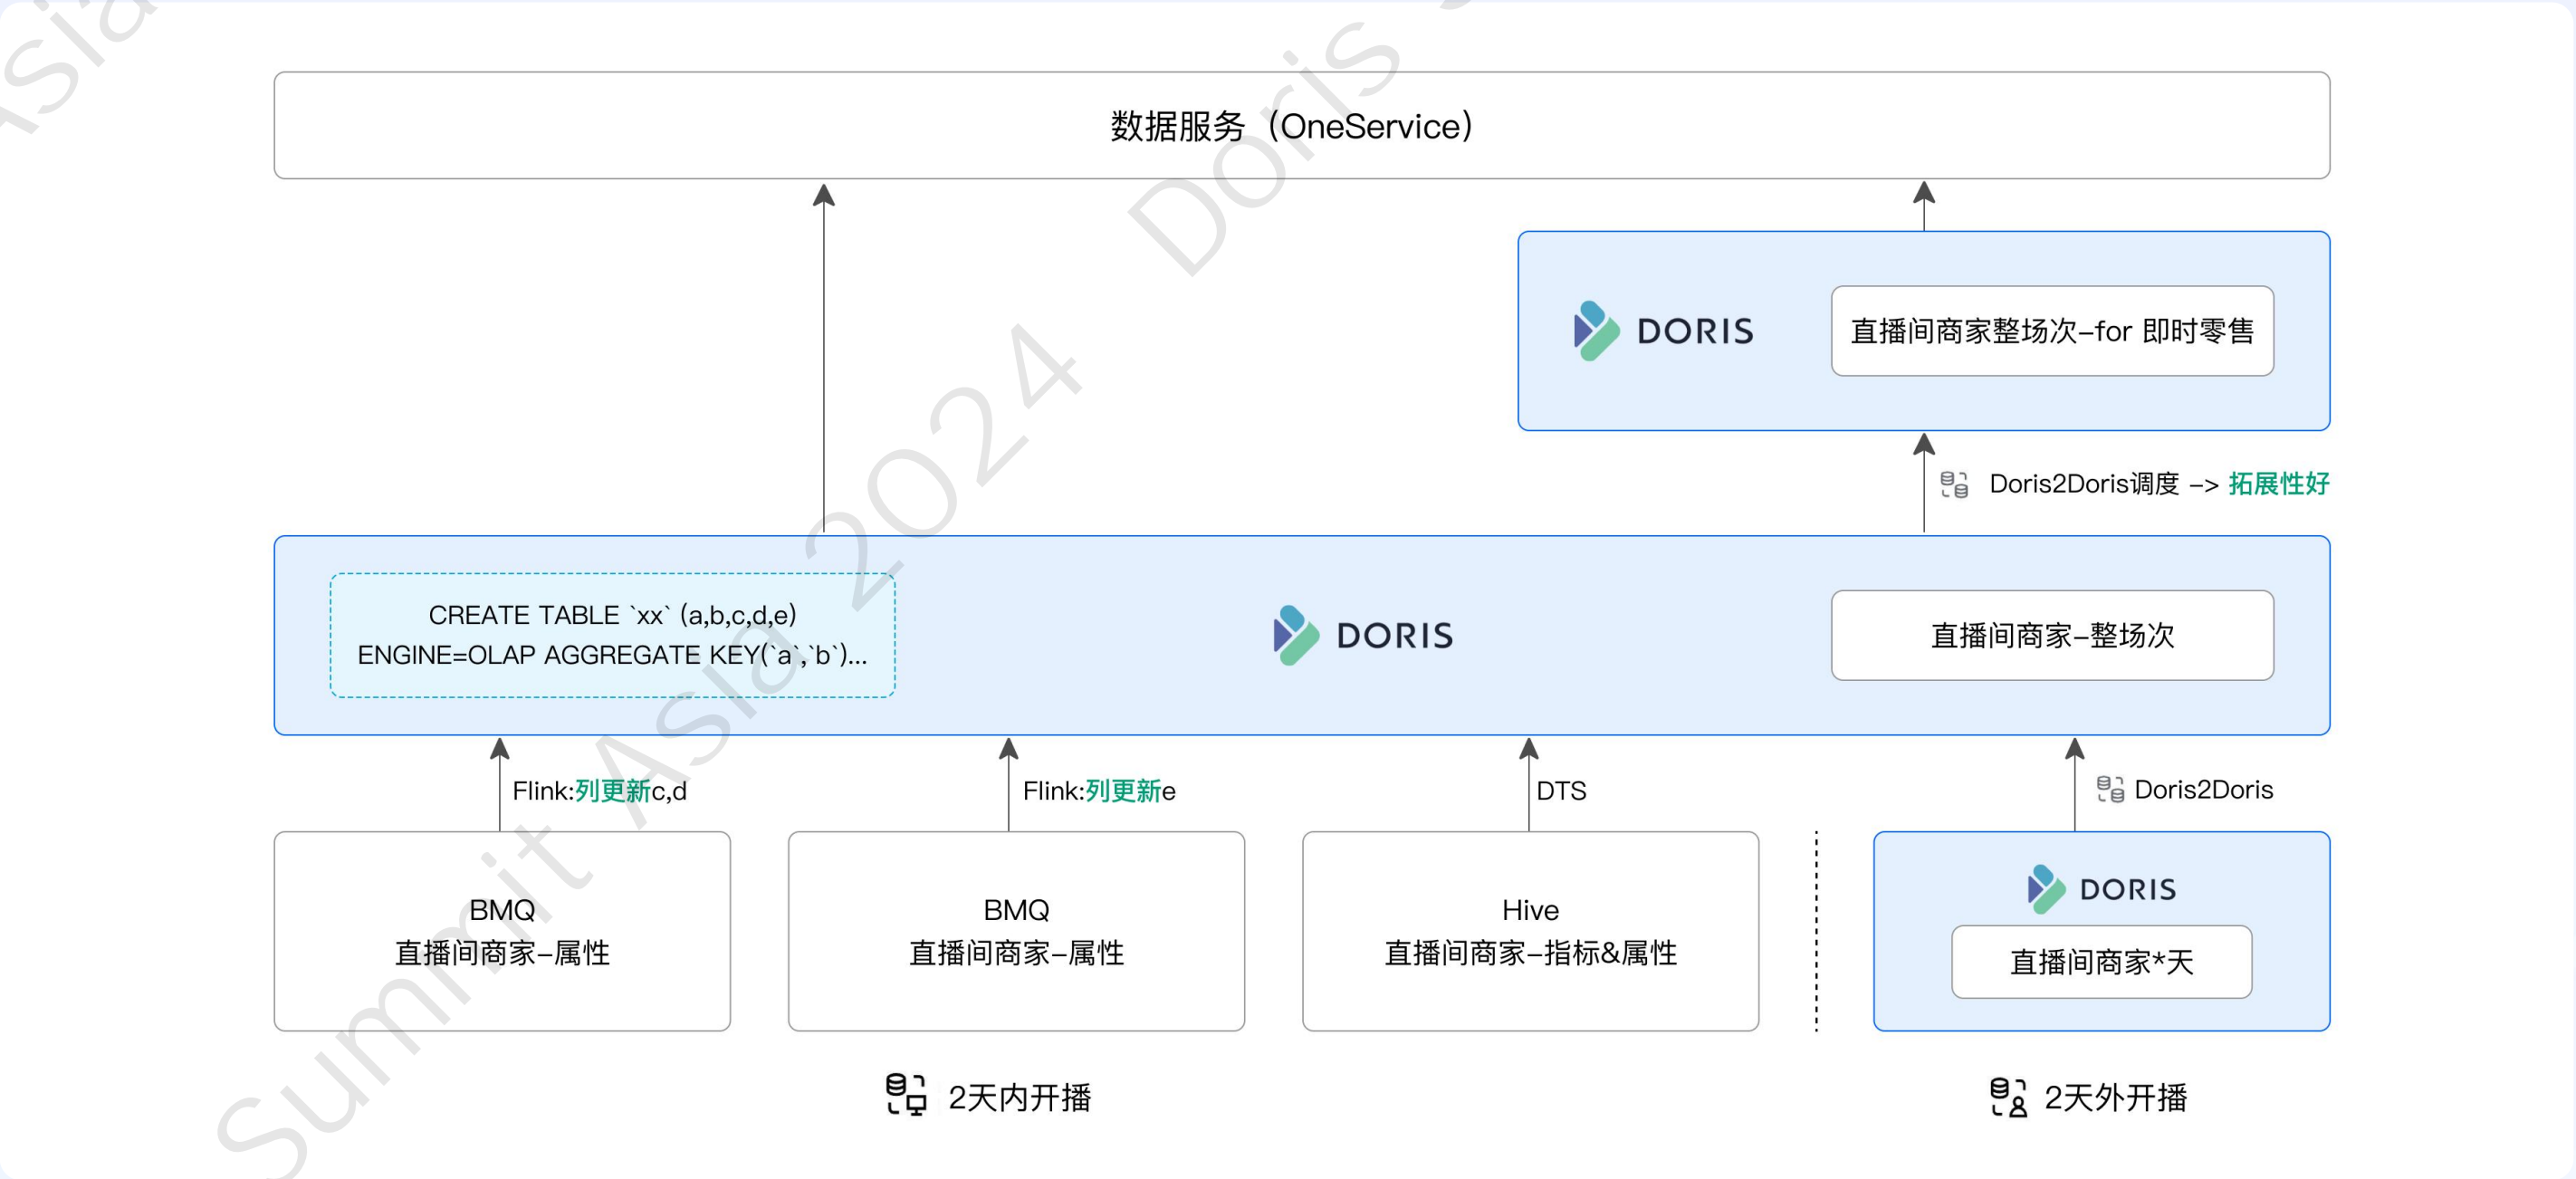 数据服务（OneService）
DORIS
直播间商家整场次-for 即时零售
Doris2Doris调度 -> 拓展性好
CREATE TABLE `xx` (a,b,c,d,e)
ENGINE=OLAP AGGREGATE KEY(`a`,`b`)...
DORIS
直播间商家-整场次
Flink:列更新c,d
Flink:列更新e
DTS
Doris2Doris
BMQ
直播间商家-属性
BMQ
直播间商家-属性
Hive
直播间商家-指标&属性
DORIS
直播间商家*天
2天内开播
2天外开播
Summit Asia 2024
Doris
Asia